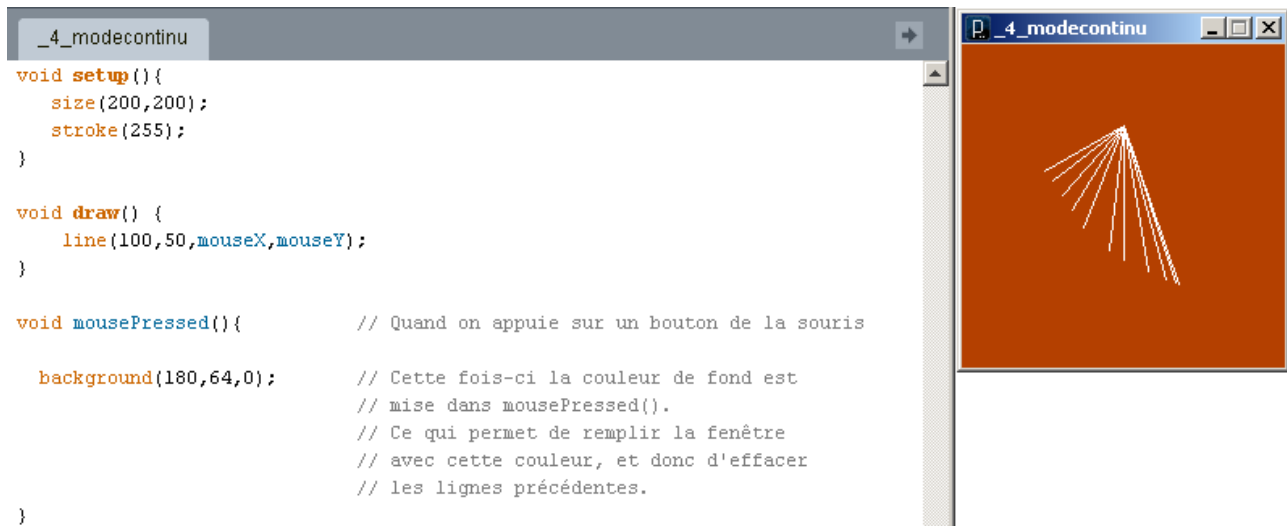 _4_modecontinu
void setup(){
size(200,200);
stroke(255);
}
void draw() {
line(100,50,mouseX,mouseY);
}
void mousePressed(){ // Quand on appuie sur un bouton de la souris
background(180,64,0); // Cette fois-ci la couleur de fond est
// mise dans mousePressed().
// Ce qui permet de remplir la fenêtre
// avec cette couleur, et donc d'effacer
// les lignes précédentes.
}
_4_modecontinu